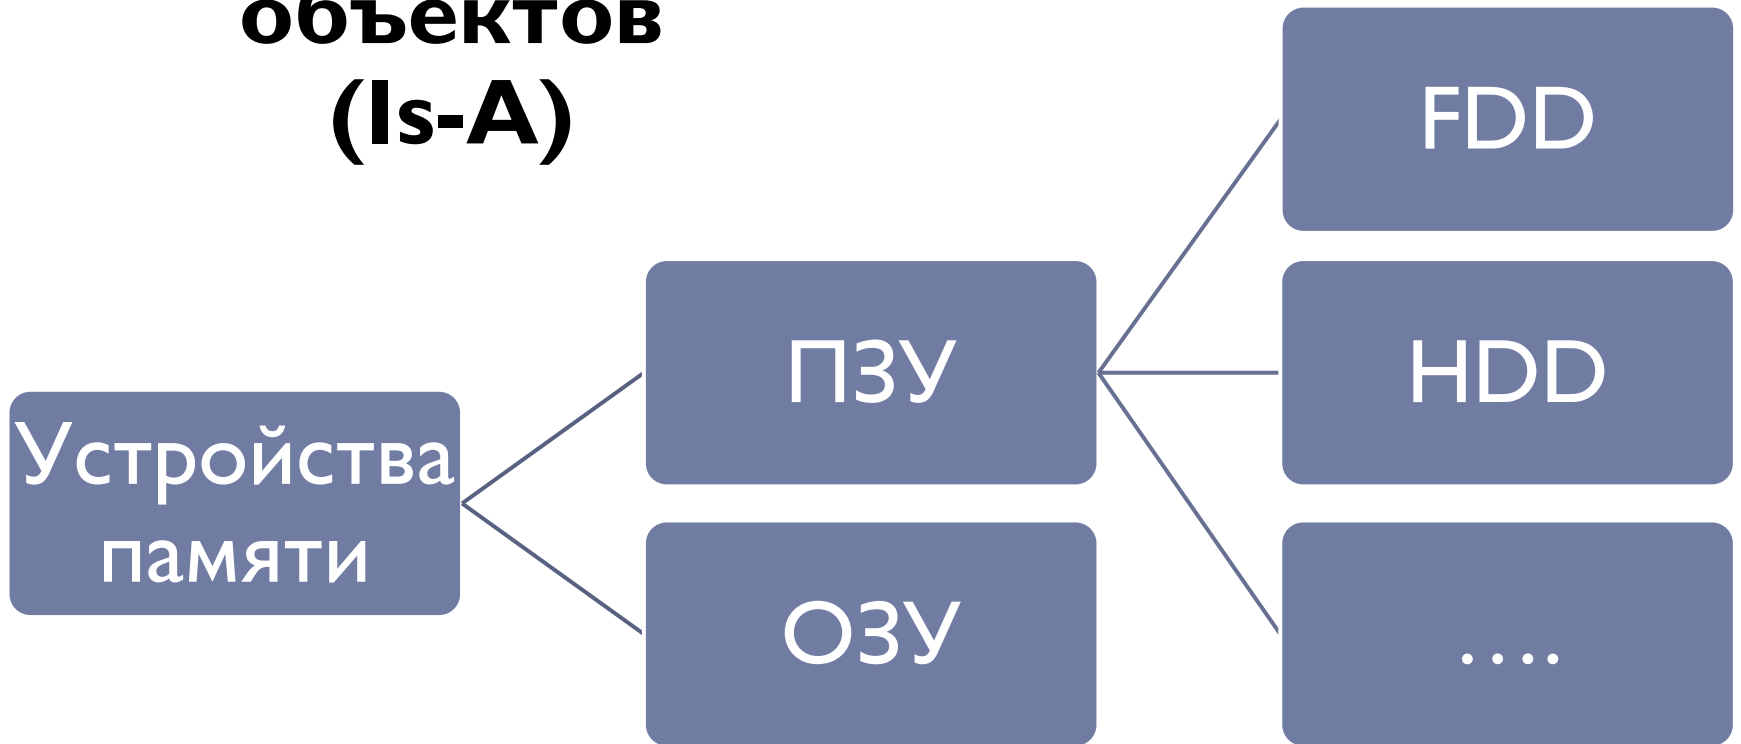 объектов
(Is-A)
FDD
ПЗУ
HDD
Устройства
памяти
ОЗУ
....